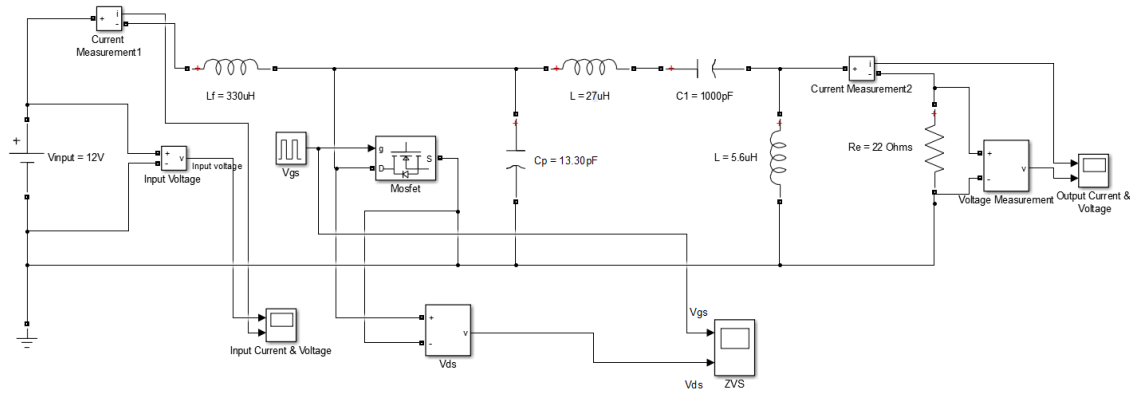 i
+
-
Current
Measurement1
+
Lf = 330uH
+
L = 27uH
+
C1 = 1000pF
+
i
-
Current Measurement2
+
Vinput = 12V
+
-
v
Input voltage
Input Voltage
Vgs
g
D
S
Mosfet
+
Cp = 13.30pF
+
L = 5.6uH
+
Re = 22 Ohms
+
-
v
Voltage Measurement
Output Current &
Voltage
Input Current & Voltage
+
-
v
Vds
Vgs
Vds
ZVS